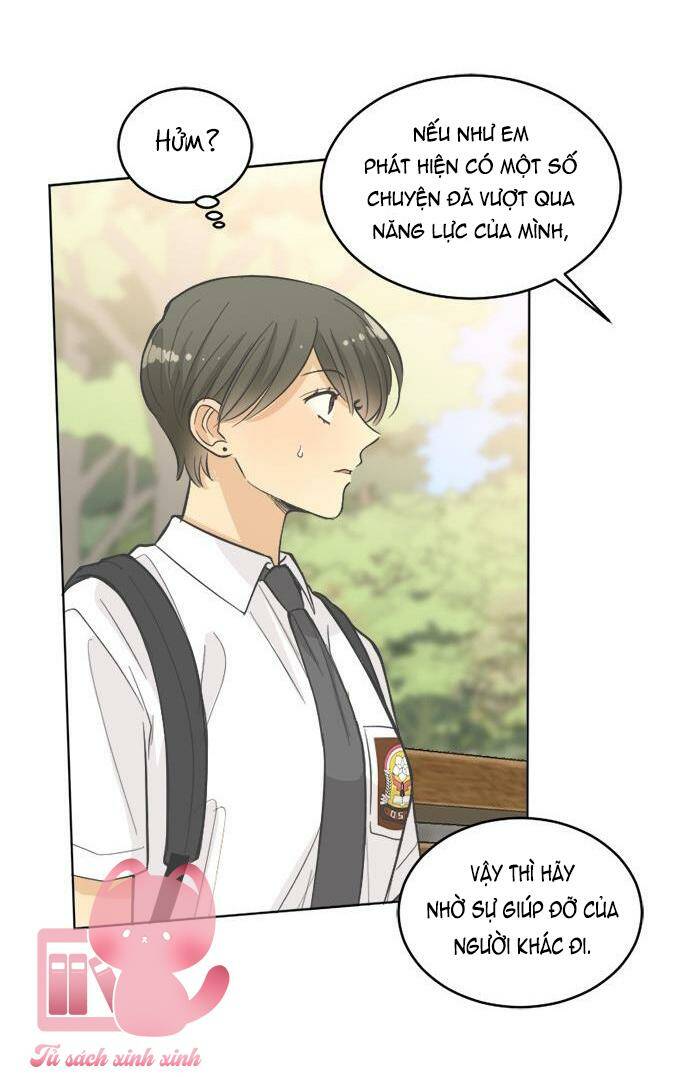 HỬM?
NẾU NHƯ EM
PHÁT HIỆN CÓ MỘT SỐ
CHUYỆN ĐÃ VƯỢT QUA
NĂNG LỰC CỦA MÌNH,
VẬY THÌ HÃY
NHỜ SỰ GIÚP ĐỠ CỦA
NGƯỜI KHÁC ĐI.
Tủ sách xinh xinh